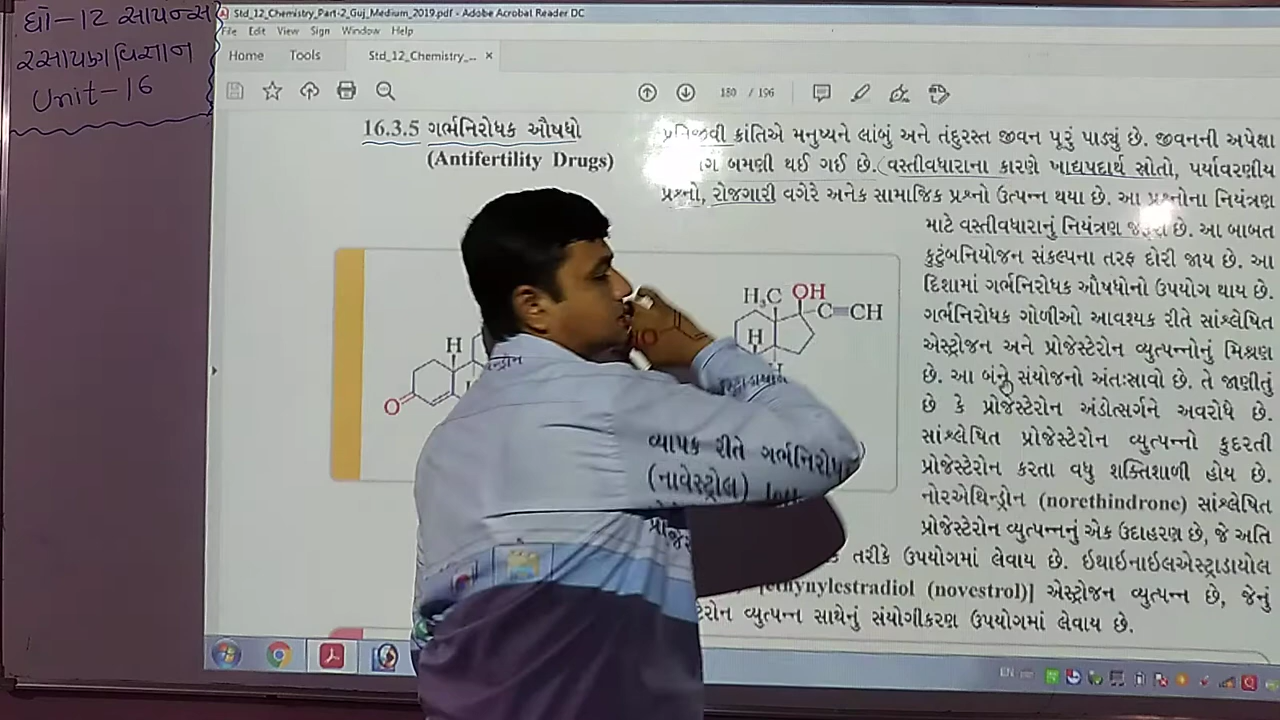 ધો-12 સાયન્સ
રસાયણવિજ્ઞાન
Unit-16
Std_12_Chemistry_Part-2_Guj_Medium_2019.pdf - Adobe Acrobat Reader DC
File Edit View Sign Window Help
Home Tools Std_12_Chemistry_... ×
180 / 196
16.3.5 ગર્ભનિરોધક ઔષધો
(Antifertility Drugs)
પ્રતિજીવી ક્રાંતિએ મનુષ્યને લાંબું અને તંદુરસ્ત જીવન પૂરું પાડ્યું છે. જીવનની અપેક્ષા
બમણી થઈ ગઈ છે. વસ્તીવધારાના કારણે ખાદ્યપદાર્થ સ્રોતો, પર્યાવરણીય
પ્રશ્નો, રોજગારી વગેરે અનેક સામાજિક પ્રશ્નો ઉત્પન્ન થયા છે. આ પ્રશ્નોના નિયંત્રણ
માટે વસ્તીવધારાનું નિયંત્રણ જરૂરી છે. આ બાબત
કુટુંબનિયોજન સંકલ્પના તરફ દોરી જાય છે. આ
દિશામાં ગર્ભનિરોધક ઔષધોનો ઉપયોગ થાય છે.
ગર્ભનિરોધક ગોળીઓ આવશ્યક રીતે સાંશ્લેષિત
એસ્ટ્રોજન અને પ્રોજેસ્ટેરોન વ્યુત્પન્નોનું મિશ્રણ
છે. આ બંને સંયોજનો અંતઃસ્રાવો છે. તે જાણીતું
છે કે પ્રોજેસ્ટેરોન અંડોત્સર્ગને અવરોધે છે.
સાંશ્લેષિત પ્રોજેસ્ટેરોન વ્યુત્પન્નો કુદરતી
પ્રોજેસ્ટેરોન કરતા વધુ શક્તિશાળી હોય છે.
નોરએથિન્ડ્રોન (norethindrone) સાંશ્લેષિત
પ્રોજેસ્ટેરોન વ્યુત્પન્નનું એક ઉદાહરણ છે, જે અતિ
વ્યાપક રીતે ગર્ભનિરોધ
તરીકે ઉપયોગમાં લેવાય છે. ઇથાઇનાઇલએસ્ટ્રાડાયોલ
(નાવેસ્ટ્રોલ)
ethynylestradiol (novestrol)] એસ્ટ્રોજન વ્યુત્પન્ન છે, જેનું
વ્યુત્પન્ન સાથેનું સંયોગીકરણ ઉપયોગમાં લેવાય છે.
H O
H₃C OH C≡CH H H
HO
EN